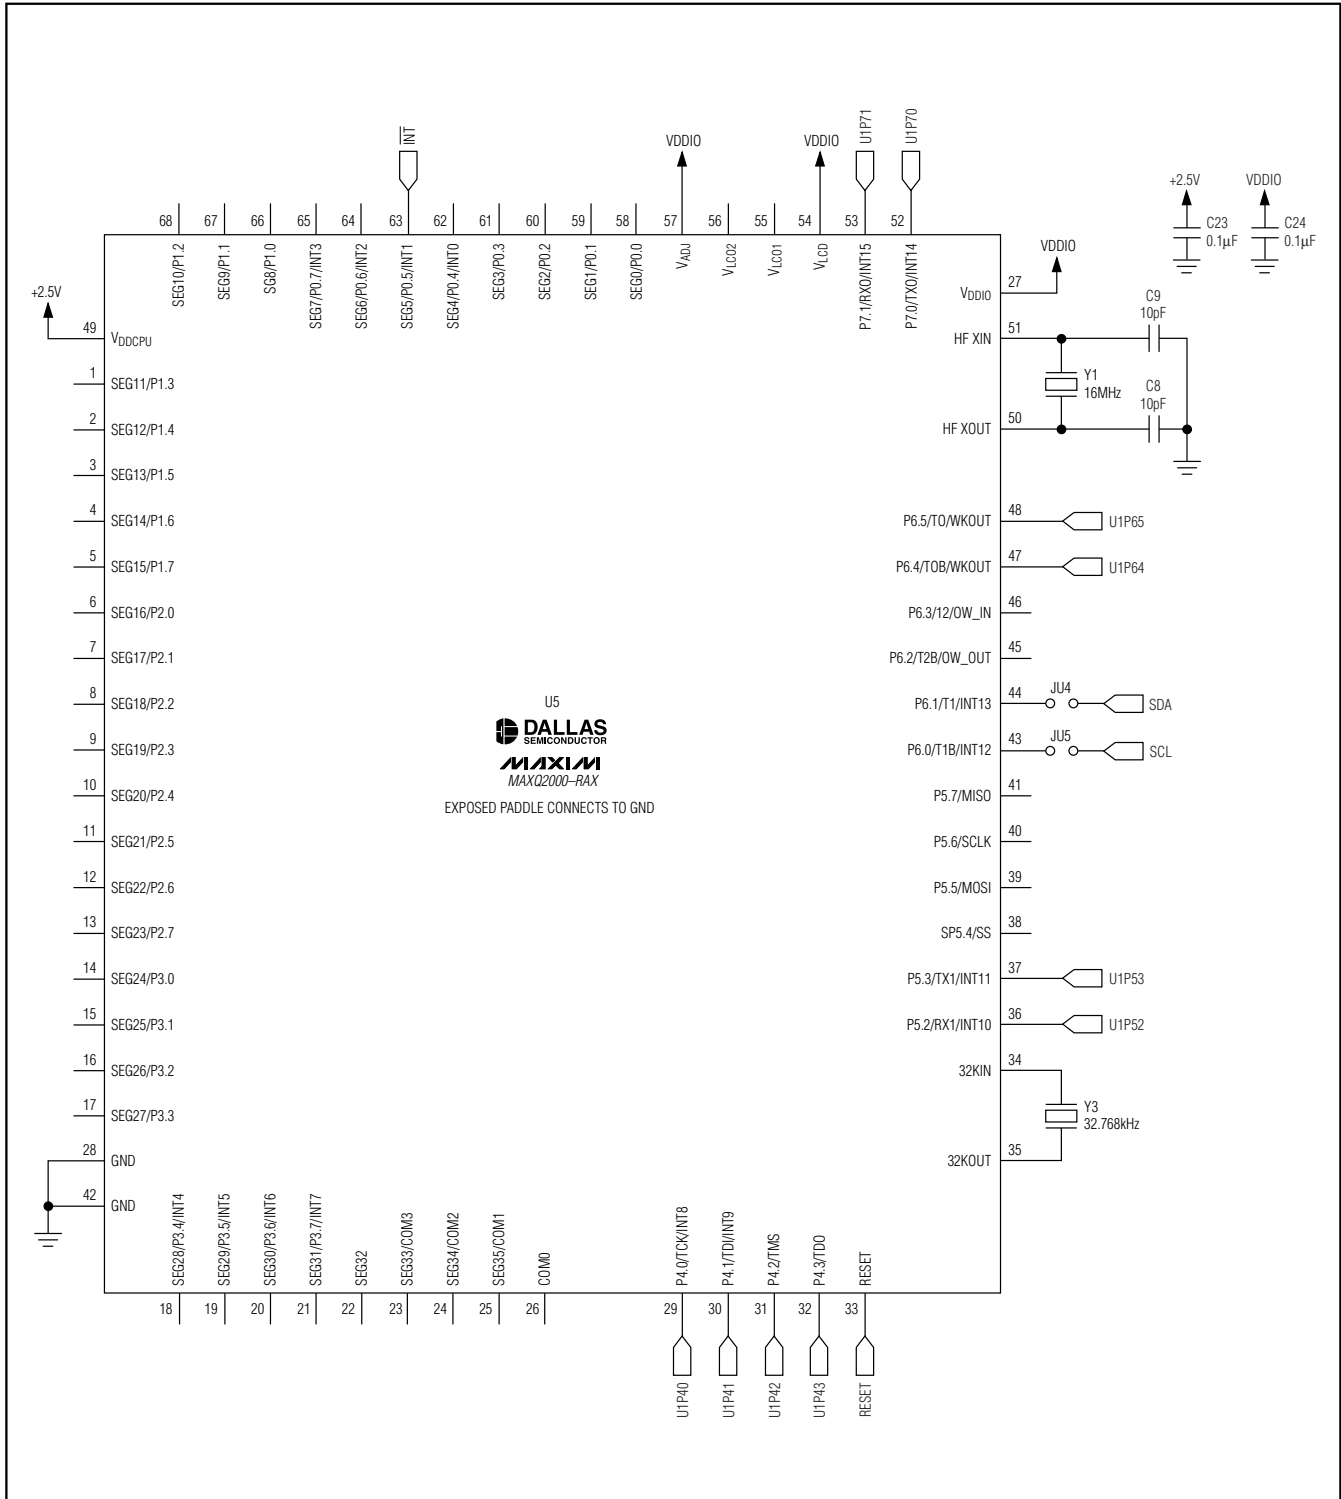 INT
U1P71
U1P70
VDDIO
VDDIO
+2.5V
VDDIO
C23
0.1µF
C24
0.1µF
68
67
66
65
64
63
62
61
60
59
58
57
56
55
54
53
52
SEG10/P1.2
SEG9/P1.1
SG8/P1.0
SEG7/P0.7/INT3
SEG6/P0.6/INT2
SEG5/P0.5/INT1
SEG4/P0.4/INT0
SEG3/P0.3
SEG2/P0.2
SEG1/P0.1
SEG0/P0.0
VADJ
VLCO2
VLCO1
VLCD
P7.1/RXO/INT15
P7.0/TXO/INT14
+2.5V
49
VDDCPU
1
SEG11/P1.3
2
SEG12/P1.4
3
SEG13/P1.5
4
SEG14/P1.6
5
SEG15/P1.7
6
SEG16/P2.0
7
SEG17/P2.1
8
SEG18/P2.2
9
SEG19/P2.3
10
SEG20/P2.4
11
SEG21/P2.5
12
SEG22/P2.6
13
SEG23/P2.7
14
SEG24/P3.0
15
SEG25/P3.1
16
SEG26/P3.2
17
SEG27/P3.3
28
GND
42
GND
U5
DALLAS
SEMICONDUCTOR
MAXIM
MAXQ2000–RAX
EXPOSED PADDLE CONNECTS TO GND
VDDIO
VDDIO
27
HF XIN
51
C9
10pF
Y1
16MHz
C8
10pF
HF XOUT
50
P6.5/TO/WKOUT
48
U1P65
P6.4/TOB/WKOUT
47
U1P64
P6.3/12/OW_IN
46
P6.2/T2B/OW_OUT
45
P6.1/T1/INT13
44
JU4
SDA
P6.0/T1B/INT12
43
JU5
SCL
P5.7/MISO
41
P5.6/SCLK
40
P5.5/MOSI
39
SP5.4/SS
38
P5.3/TX1/INT11
37
U1P53
P5.2/RX1/INT10
36
U1P52
32KIN
34
Y3
32.768kHz
32KOUT
35
SEG28/P3.4/INT4
SEG29/P3.5/INT5
SEG30/P3.6/INT6
SEG31/P3.7/INT7
SEG32
SEG33/COM3
SEG34/COM2
SEG35/COM1
COM0
P4.0/TCK/INT8
P4.1/TDI/INT9
P4.2/TMS
P4.3/TDO
RESET
18
19
20
21
22
23
24
25
26
29
30
31
32
33
U1P40
U1P41
U1P42
U1P43
RESET